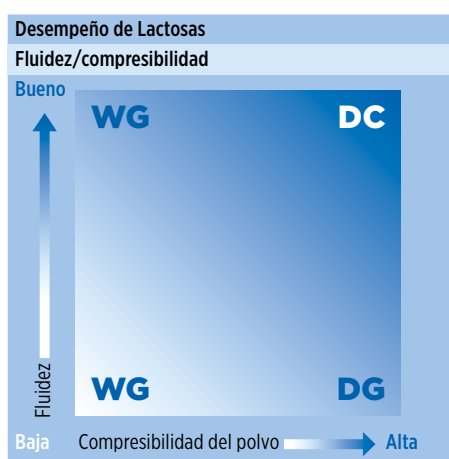 Desempeño de Lactosas
Fluidez/compresibilidad
Bueno
WG DC
Fluidez
WG DG
Baja Compresibilidad del polvo Alta